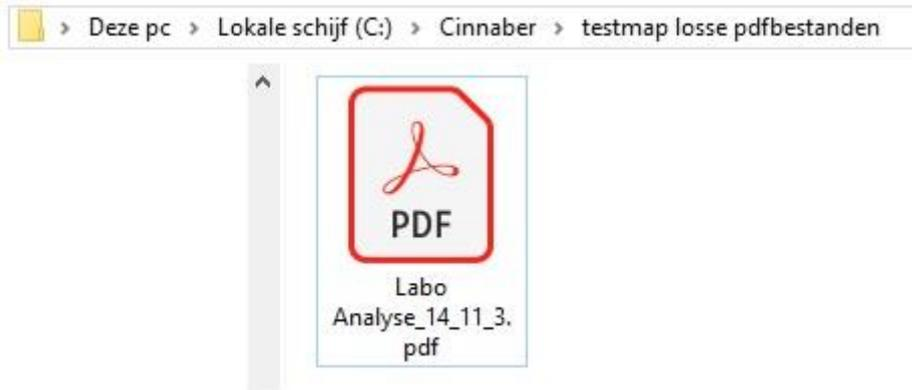 Deze pc > Lokale schijf (C:) > Cinnaber > testmap losse pdfbestanden
PDF
Labo
Analyse_14_11_3.
pdf